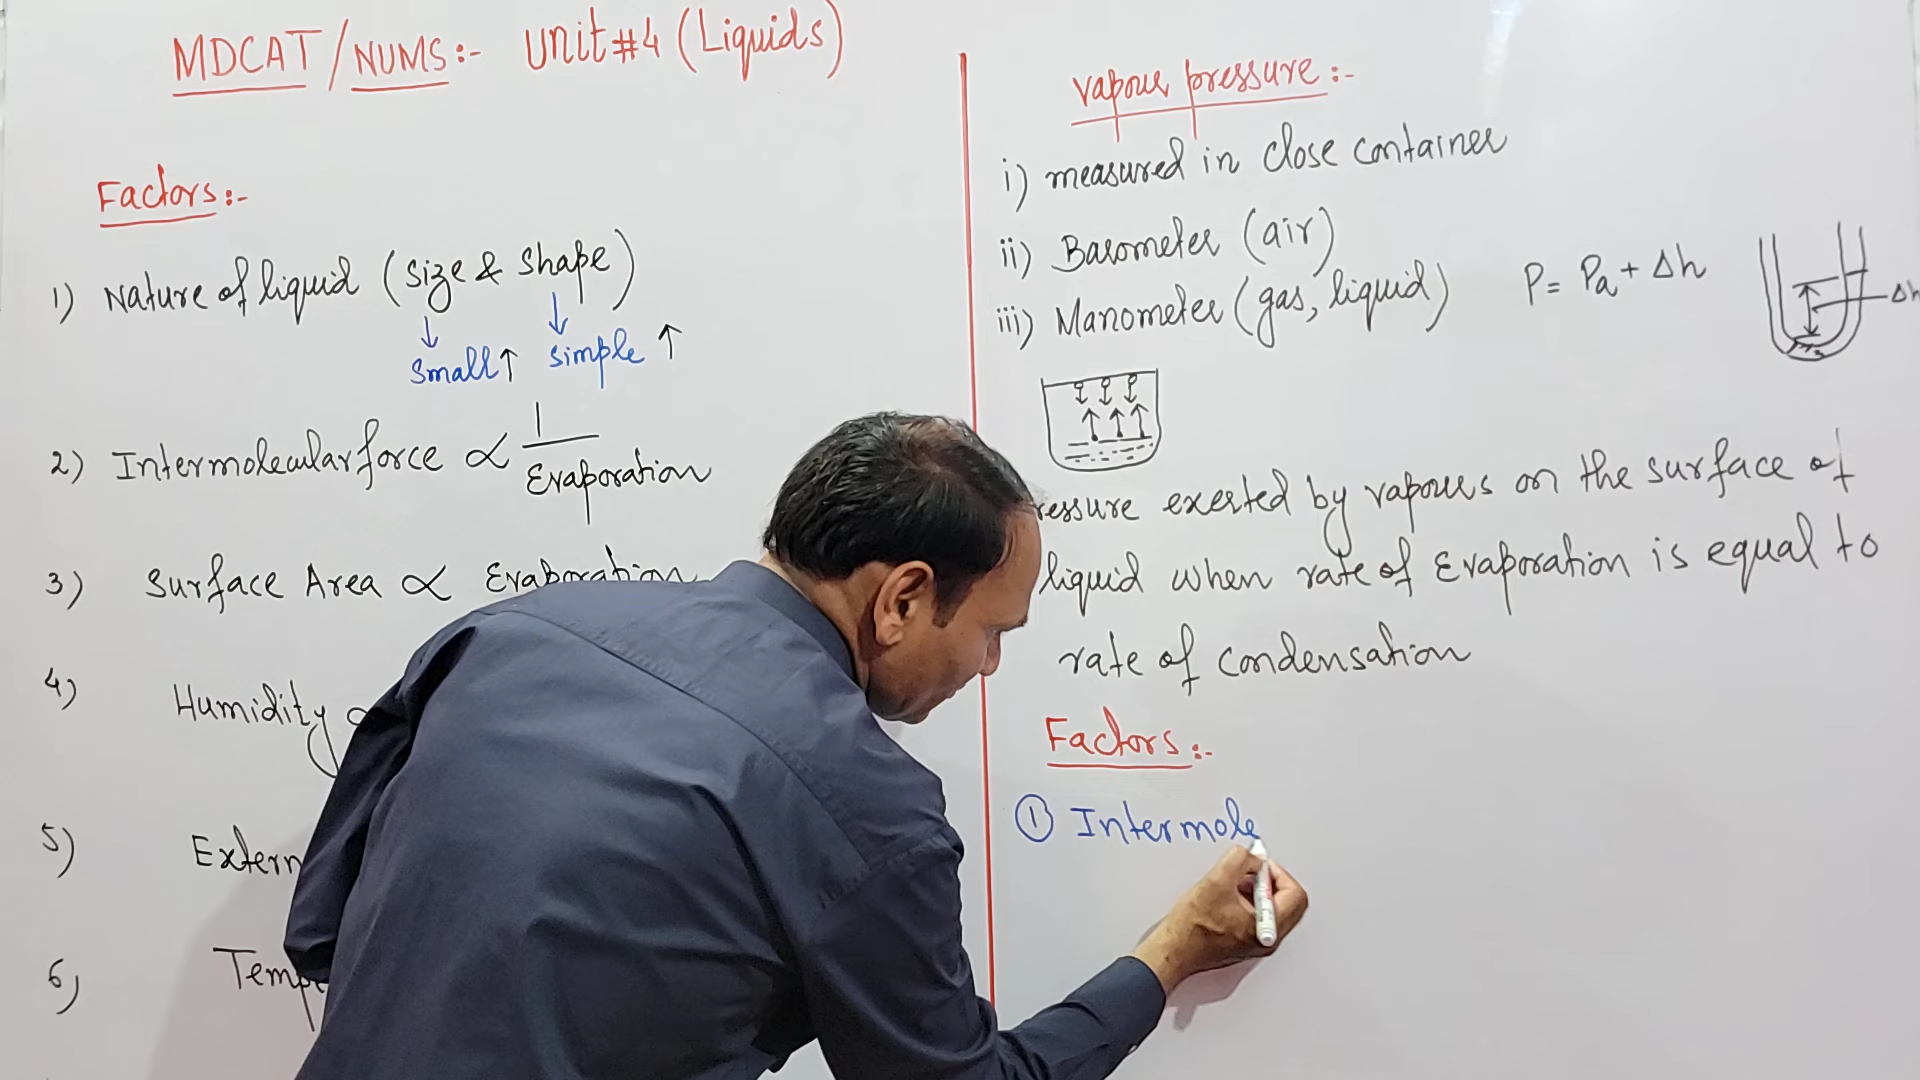 MDCAT/NUMS:- Unit#4 (Liquids)
Factors:-
1) Nature of liquid (Size & Shape)
↓ ↓
Small↑ Simple ↑
2) Intermolecular force ∝ 1/Evaporation
3) Surface Area ∝ Evaporation
4) Humidity ∝
5) Extern
6) Temp
Vapour pressure:-
i) measured in close container
ii) Barometer (air)
iii) Manometer (gas, liquid) P = Pa + Δh
Δh
ressure exerted by vapours on the surface of
liquid when rate of Evaporation is equal to
rate of condensation
Factors:-
① Intermole